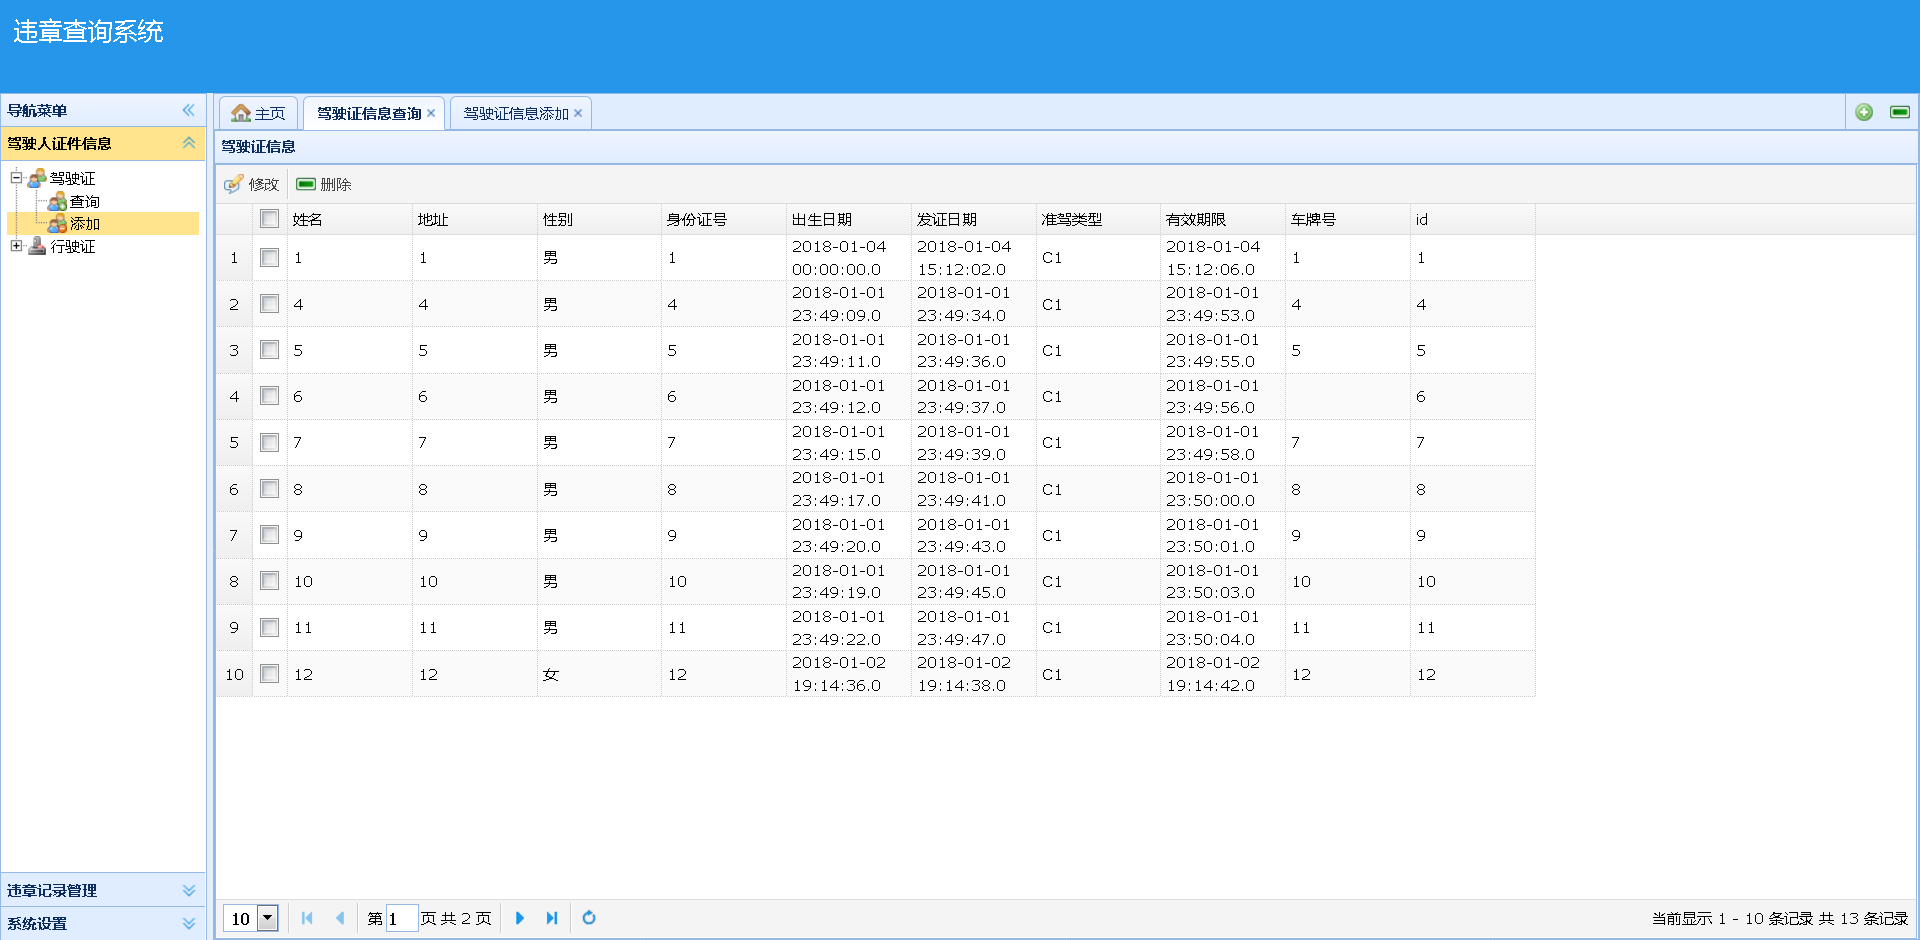 违章查询系统
导航菜单
驾驶人证件信息
驾驶证
查询
添加
行驶证
违章记录管理
系统设置
主页 驾驶证信息查询 驾驶证信息添加
驾驶证信息
修改 删除
姓名 地址 性别 身份证号 出生日期 发证日期 准驾类型 有效期限 车牌号 id
1 1 1 男 1 2018-01-04 00:00:00.0 2018-01-04 15:12:02.0 C1 2018-01-04 15:12:06.0 1 1
2 4 4 男 4 2018-01-01 23:49:09.0 2018-01-01 23:49:34.0 C1 2018-01-01 23:49:53.0 4 4
3 5 5 男 5 2018-01-01 23:49:11.0 2018-01-01 23:49:36.0 C1 2018-01-01 23:49:55.0 5 5
4 6 6 男 6 2018-01-01 23:49:12.0 2018-01-01 23:49:37.0 C1 2018-01-01 23:49:56.0 6
5 7 7 男 7 2018-01-01 23:49:15.0 2018-01-01 23:49:39.0 C1 2018-01-01 23:49:58.0 7 7
6 8 8 男 8 2018-01-01 23:49:17.0 2018-01-01 23:49:41.0 C1 2018-01-01 23:50:00.0 8 8
7 9 9 男 9 2018-01-01 23:49:20.0 2018-01-01 23:49:43.0 C1 2018-01-01 23:50:01.0 9 9
8 10 10 男 10 2018-01-01 23:49:19.0 2018-01-01 23:49:45.0 C1 2018-01-01 23:50:03.0 10 10
9 11 11 男 11 2018-01-01 23:49:22.0 2018-01-01 23:49:47.0 C1 2018-01-01 23:50:04.0 11 11
10 12 12 女 12 2018-01-02 19:14:36.0 2018-01-02 19:14:38.0 C1 2018-01-02 19:14:42.0 12 12
10 第 1 页 共 2 页 当前显示 1 - 10 条记录 共 13 条记录